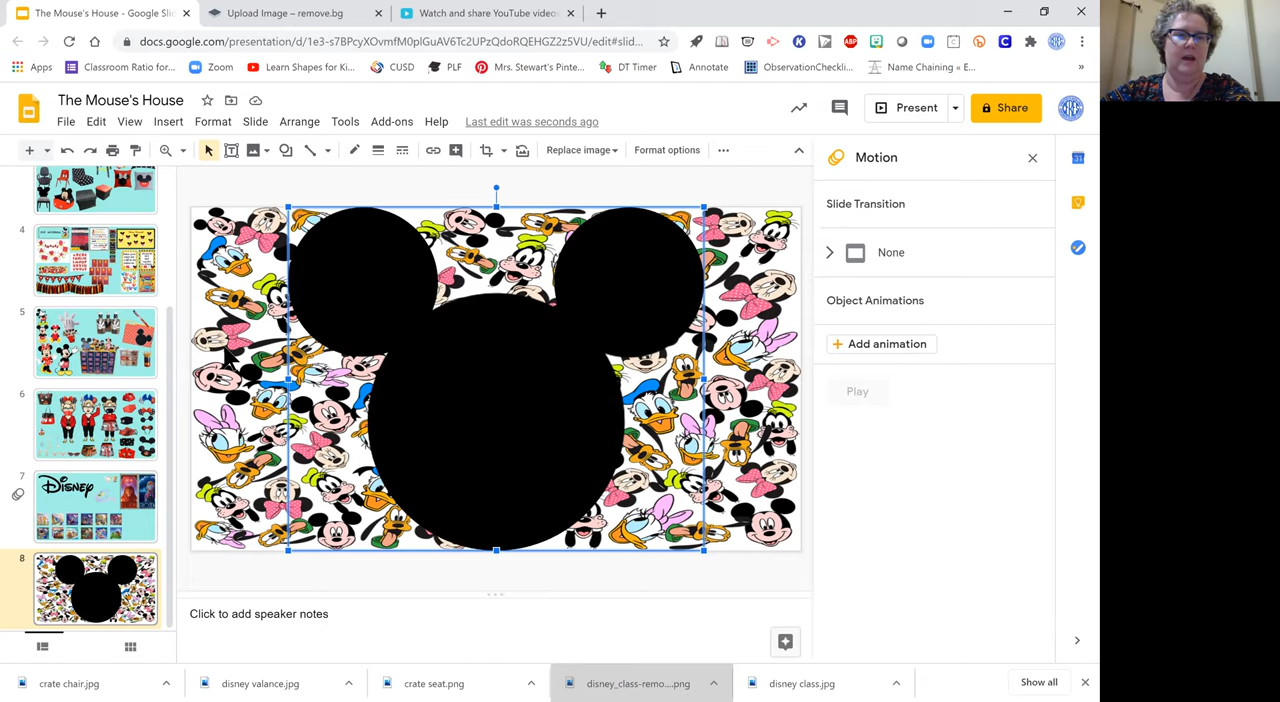 The Mouse's House - Google Slic
Upload Image – remove.bg
Watch and share YouTube videos
docs.google.com/presentation/d/1e3-s7BPcyXOvmfM0plGuAV6Tc2UPzQdoRQEHGZ2z5VU/edit#slid...
Apps
Classroom Ratio for...
Zoom
Learn Shapes for Ki...
CUSD
PLF
Mrs. Stewart's Pinte...
DT Timer
Annotate
ObservationCheckli...
Name Chaining « E...
»
The Mouse's House
Present
Share
File Edit View Insert Format Slide Arrange Tools Add-ons Help Last edit was seconds ago
Replace image
Format options
Motion
Slide Transition
None
Object Animations
+ Add animation
Play
4
5
6
7
Disney
8
Click to add speaker notes
crate chair.jpg
disney valance.jpg
crate seat.png
disney_class-remo....png
disney class.jpg
Show all